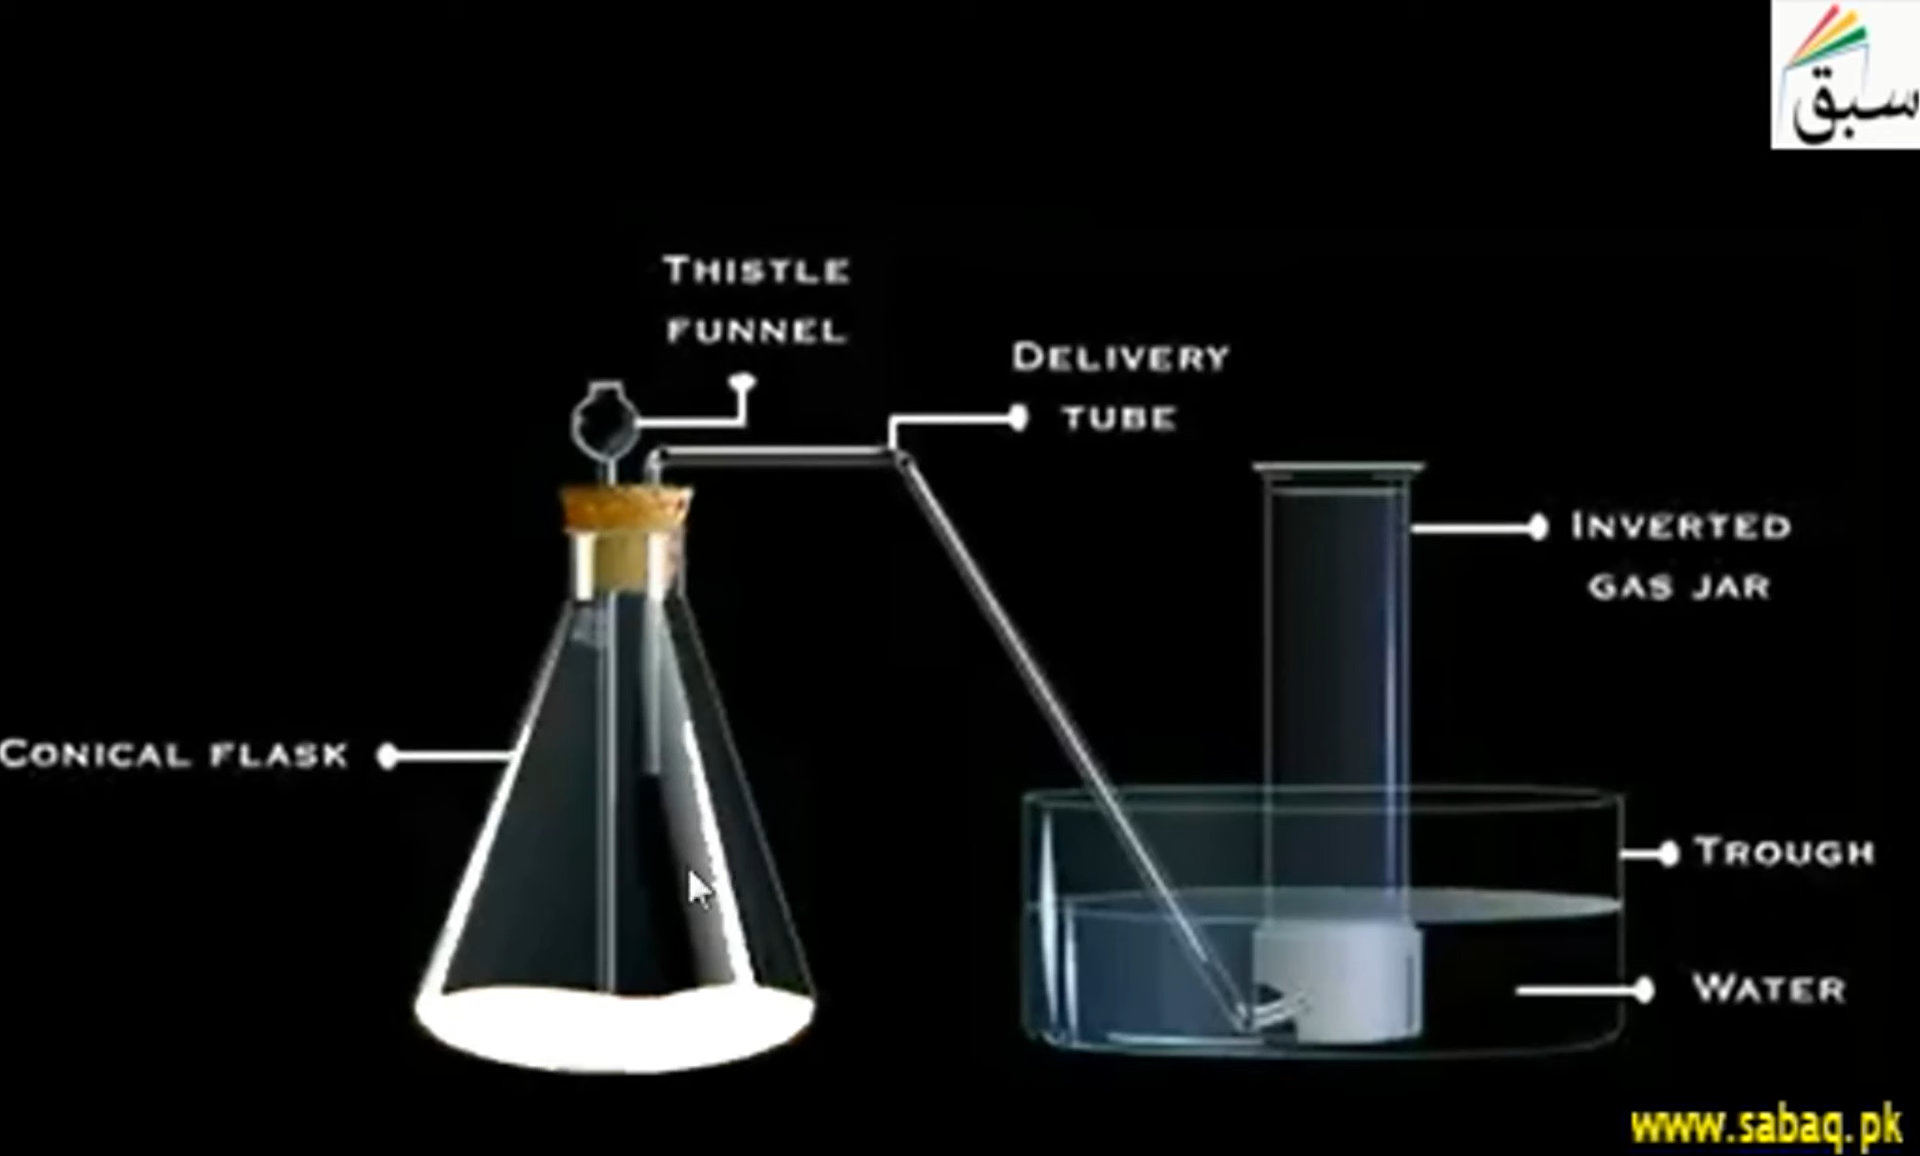 سبق
THISTLE
FUNNEL
DELIVERY
TUBE
INVERTED
GAS JAR
CONICAL FLASK
TROUGH
WATER
www.sabaq.pk